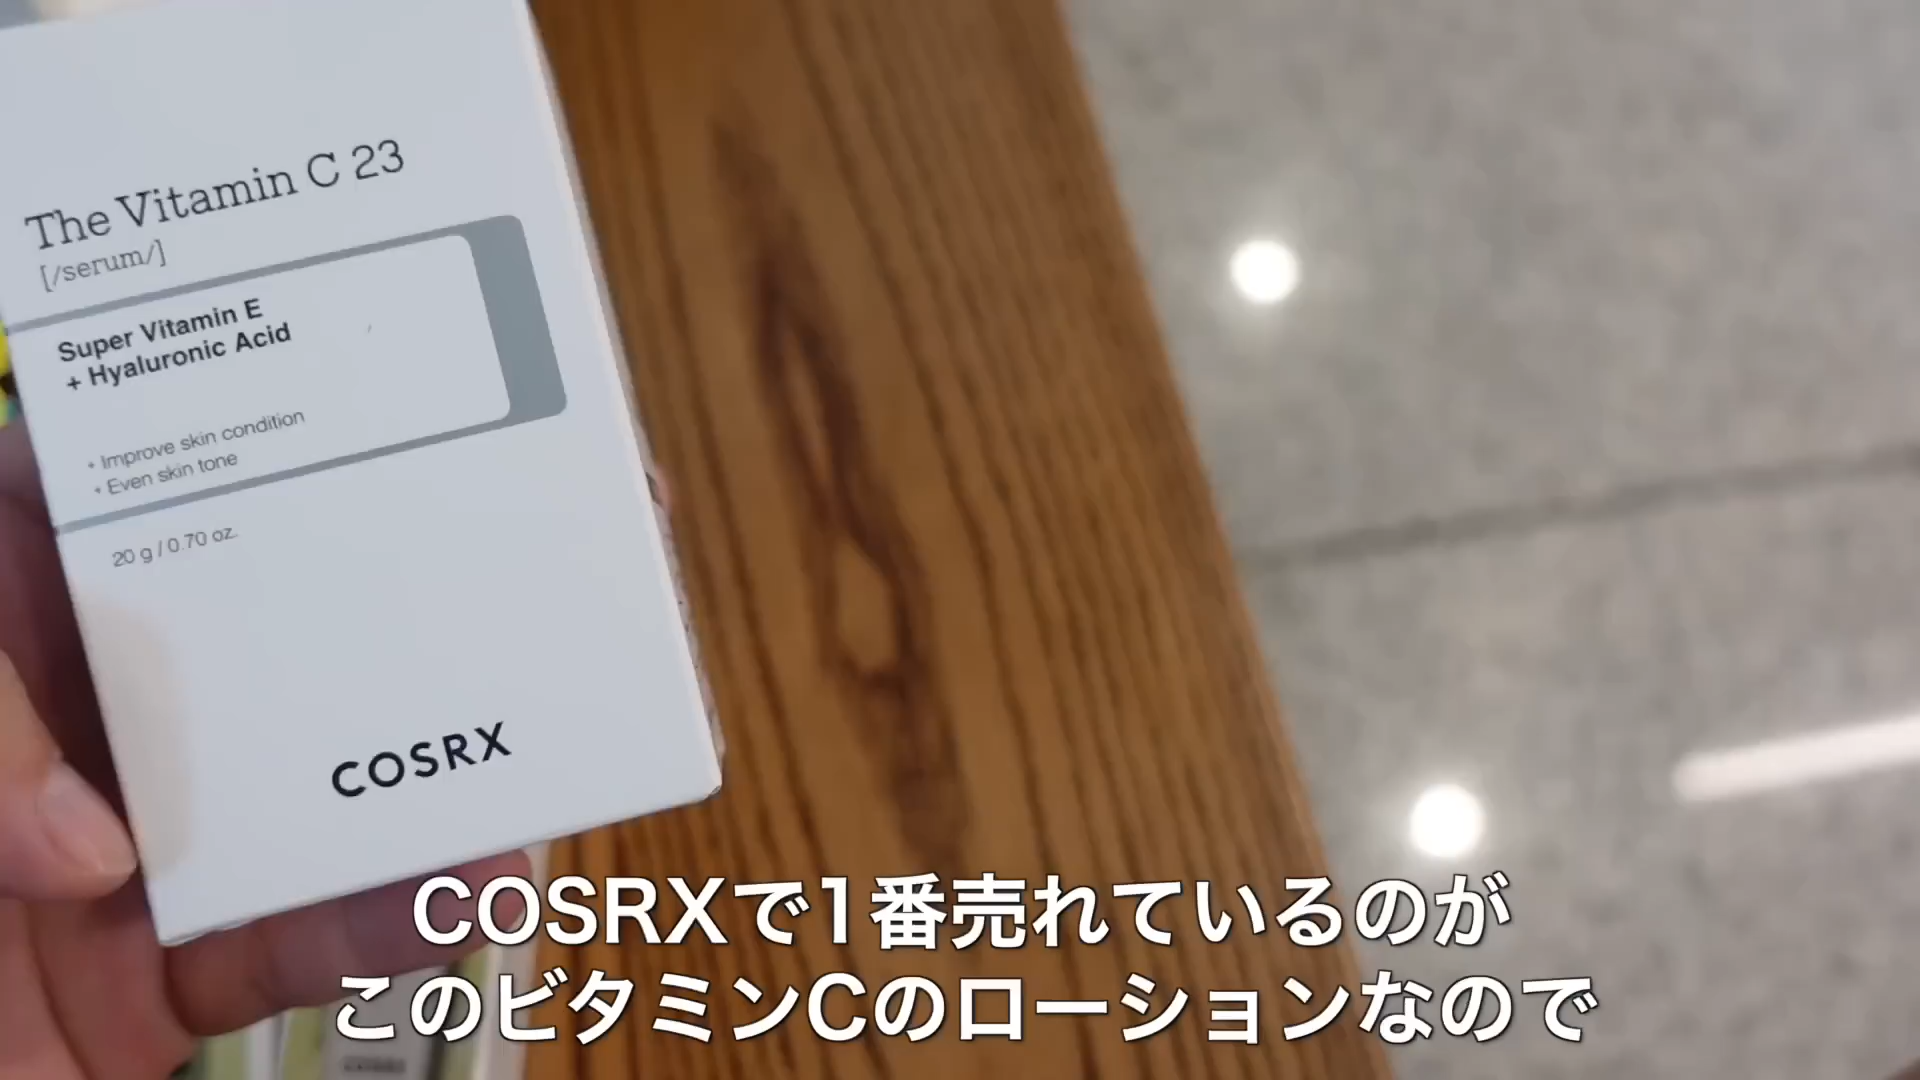 The Vitamin C 23
[/serum/]
Super Vitamin E
+ Hyaluronic Acid
• Improve skin condition
• Even skin tone
20 g / 0.70 oz.
COSRX
COSRXで1番売れているのが
このビタミンCのローションなので